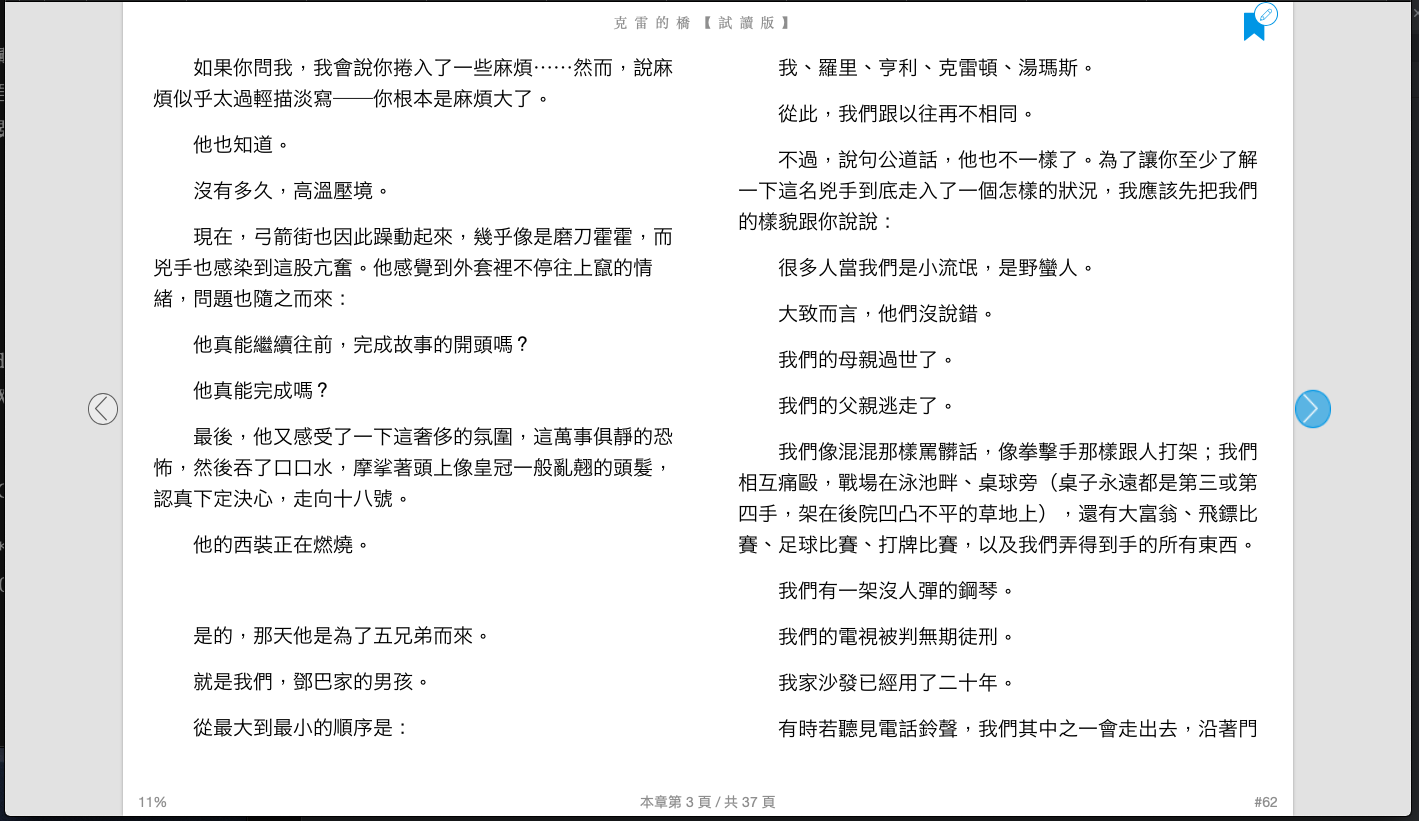 克雷的橋【試讀版】
如果你問我，我會說你捲入了一些麻煩……然而，說麻
煩似乎太過輕描淡寫——你根本是麻煩大了。
他也知道。
沒有多久，高溫壓境。
現在，弓箭街也因此躁動起來，幾乎像是磨刀霍霍，而
兇手也感染到這股亢奮。他感覺到外套裡不停往上竄的情
緒，問題也隨之而來：
他真能繼續往前，完成故事的開頭嗎？
他真能完成嗎？
最後，他又感受了一下這奢侈的氛圍，這萬事俱靜的恐
怖，然後吞了口口水，摩挲著頭上像皇冠一般亂翹的頭髮，
認真下定決心，走向十八號。
他的西裝正在燃燒。
是的，那天他是為了五兄弟而來。
就是我們，鄧巴家的男孩。
從最大到最小的順序是：
我、羅里、亨利、克雷頓、湯瑪斯。
從此，我們跟以往再不相同。
不過，說句公道話，他也不一樣了。為了讓你至少了解
一下這名兇手到底走入了一個怎樣的狀況，我應該先把我們
的樣貌跟你說說：
很多人當我們是小流氓，是野蠻人。
大致而言，他們沒說錯。
我們的母親過世了。
我們的父親逃走了。
我們像混混那樣罵髒話，像拳擊手那樣跟人打架；我們
相互痛毆，戰場在泳池畔、桌球旁（桌子永遠都是第三或第
四手，架在後院凹凸不平的草地上），還有大富翁、飛鏢比
賽、足球比賽、打牌比賽，以及我們弄得到手的所有東西。
我們有一架沒人彈的鋼琴。
我們的電視被判無期徒刑。
我家沙發已經用了二十年。
有時若聽見電話鈴聲，我們其中之一會走出去，沿著門
11%
本章第 3 頁 / 共 37 頁
#62